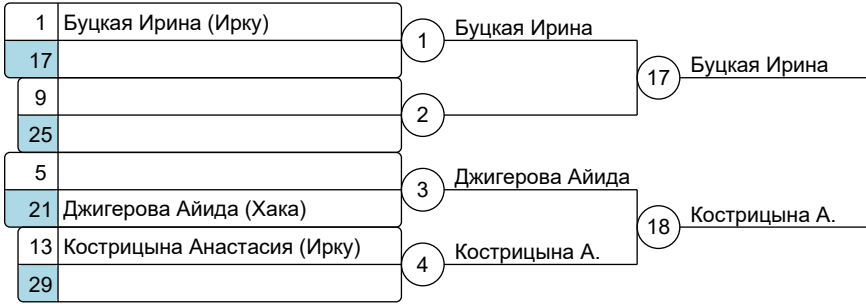 1 Буцкая Ирина (Ирку)
17
1
Буцкая Ирина
9
25
2
17
Буцкая Ирина
5
21 Джигерова Айида (Хака)
3
Джигерова Айида
13 Кострицына Анастасия (Ирку)
29
4
Кострицына А.
18
Кострицына А.